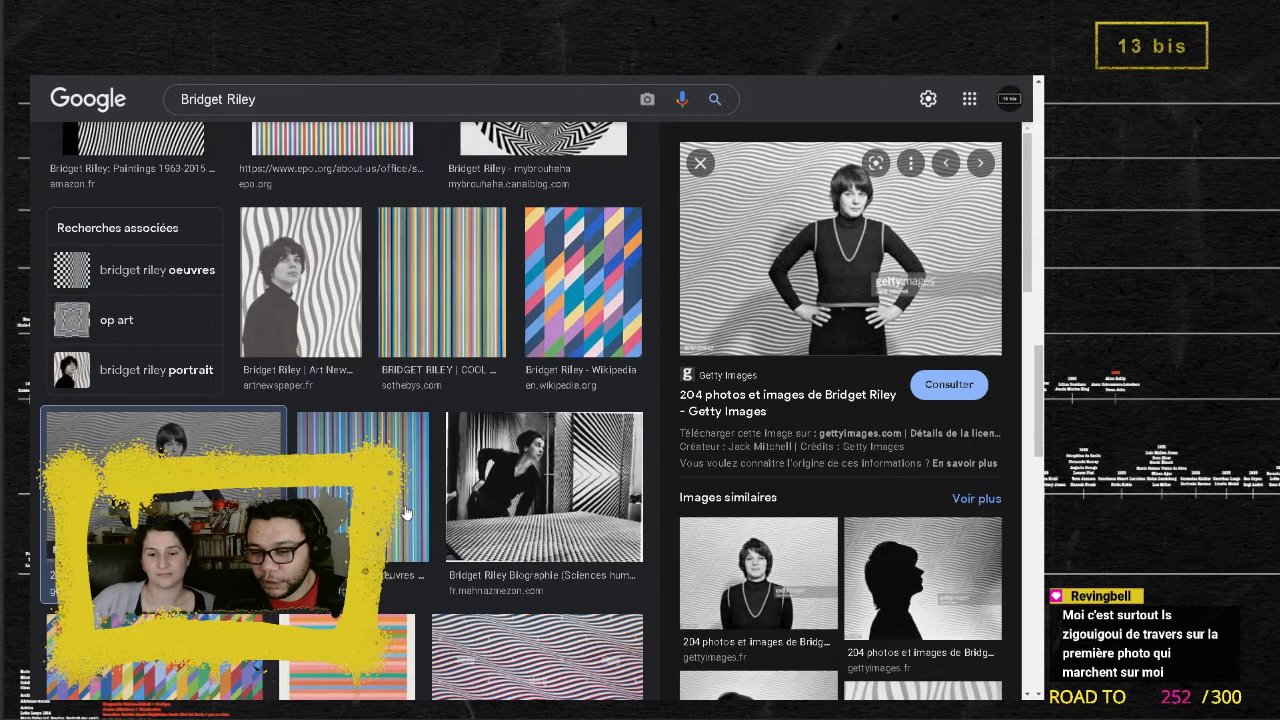 13 bis
Google
Bridget Riley
13 bis
Bridget Riley: Paintings 1963-2015 ...
amazon.fr
https://www.epo.org/about-us/office/s...
epo.org
Bridget Riley - mybrouhaha
mybrouhaha.canalblog.com
Recherches associées
bridget riley oeuvres
op art
bridget riley portrait
Bridget Riley | Art New...
artnewspaper.fr
BRIDGET RILEY | COOL ...
sothebys.com
Bridget Riley - Wikipedia
en.wikipedia.org
gettyimages
Jack Mitchell
g Getty Images
204 photos et images de Bridget Riley
- Getty Images
Consulter
Télécharger cette image sur : gettyimages.com | Détails de la licen...
Créateur : Jack Mitchell | Crédits : Getty Images
Vous voulez connaître l'origine de ces informations ? En savoir plus
Images similaires
Voir plus
Bridget Riley Biographie (Sciences hum...
fr.mahnazmezon.com
204 photos et images de Bridg...
gettyimages.fr
204 photos et images de Bridg...
gettyimages.fr
Revingbell
Moi c'est surtout ls
zigouigoui de travers sur la
première photo qui
marchent sur moi
ROAD TO 252 / 300